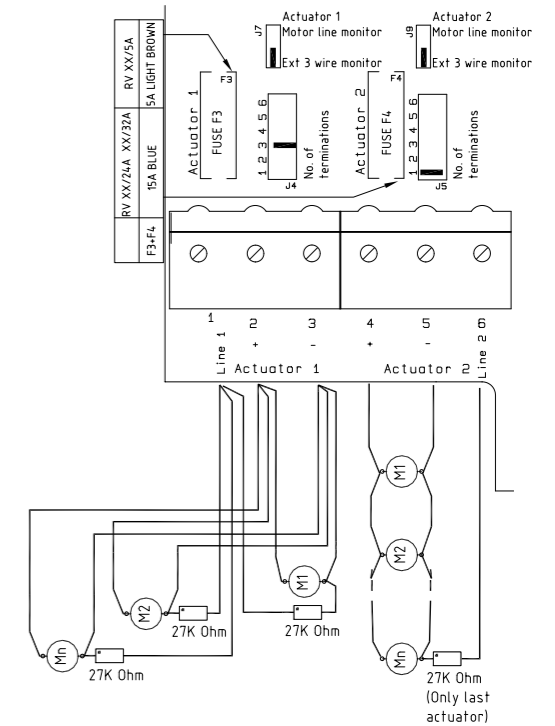 RV XX/5A
5A LIGHT BROWN
RV XX/24A XX/32A
15A BLUE
F3+F4
Actuator 1
J7
Motor line monitor
Ext 3 wire monitor
Actuator 2
J9
Motor line monitor
Ext 3 wire monitor
Actuator 1
FUSE F3
F3
1 2 3 4 5 6
J4
No. of
terminations
Actuator 2
FUSE F4
F4
1 2 3 4 5 6
J5
No. of
terminations
1 2 3 4 5 6
+ - + -
Line 1
Actuator 1
Actuator 2
Line 2
M1
M2
Mn
M1
27K Ohm
M2
27K Ohm
Mn
27K Ohm
27K Ohm
(Only last
actuator)